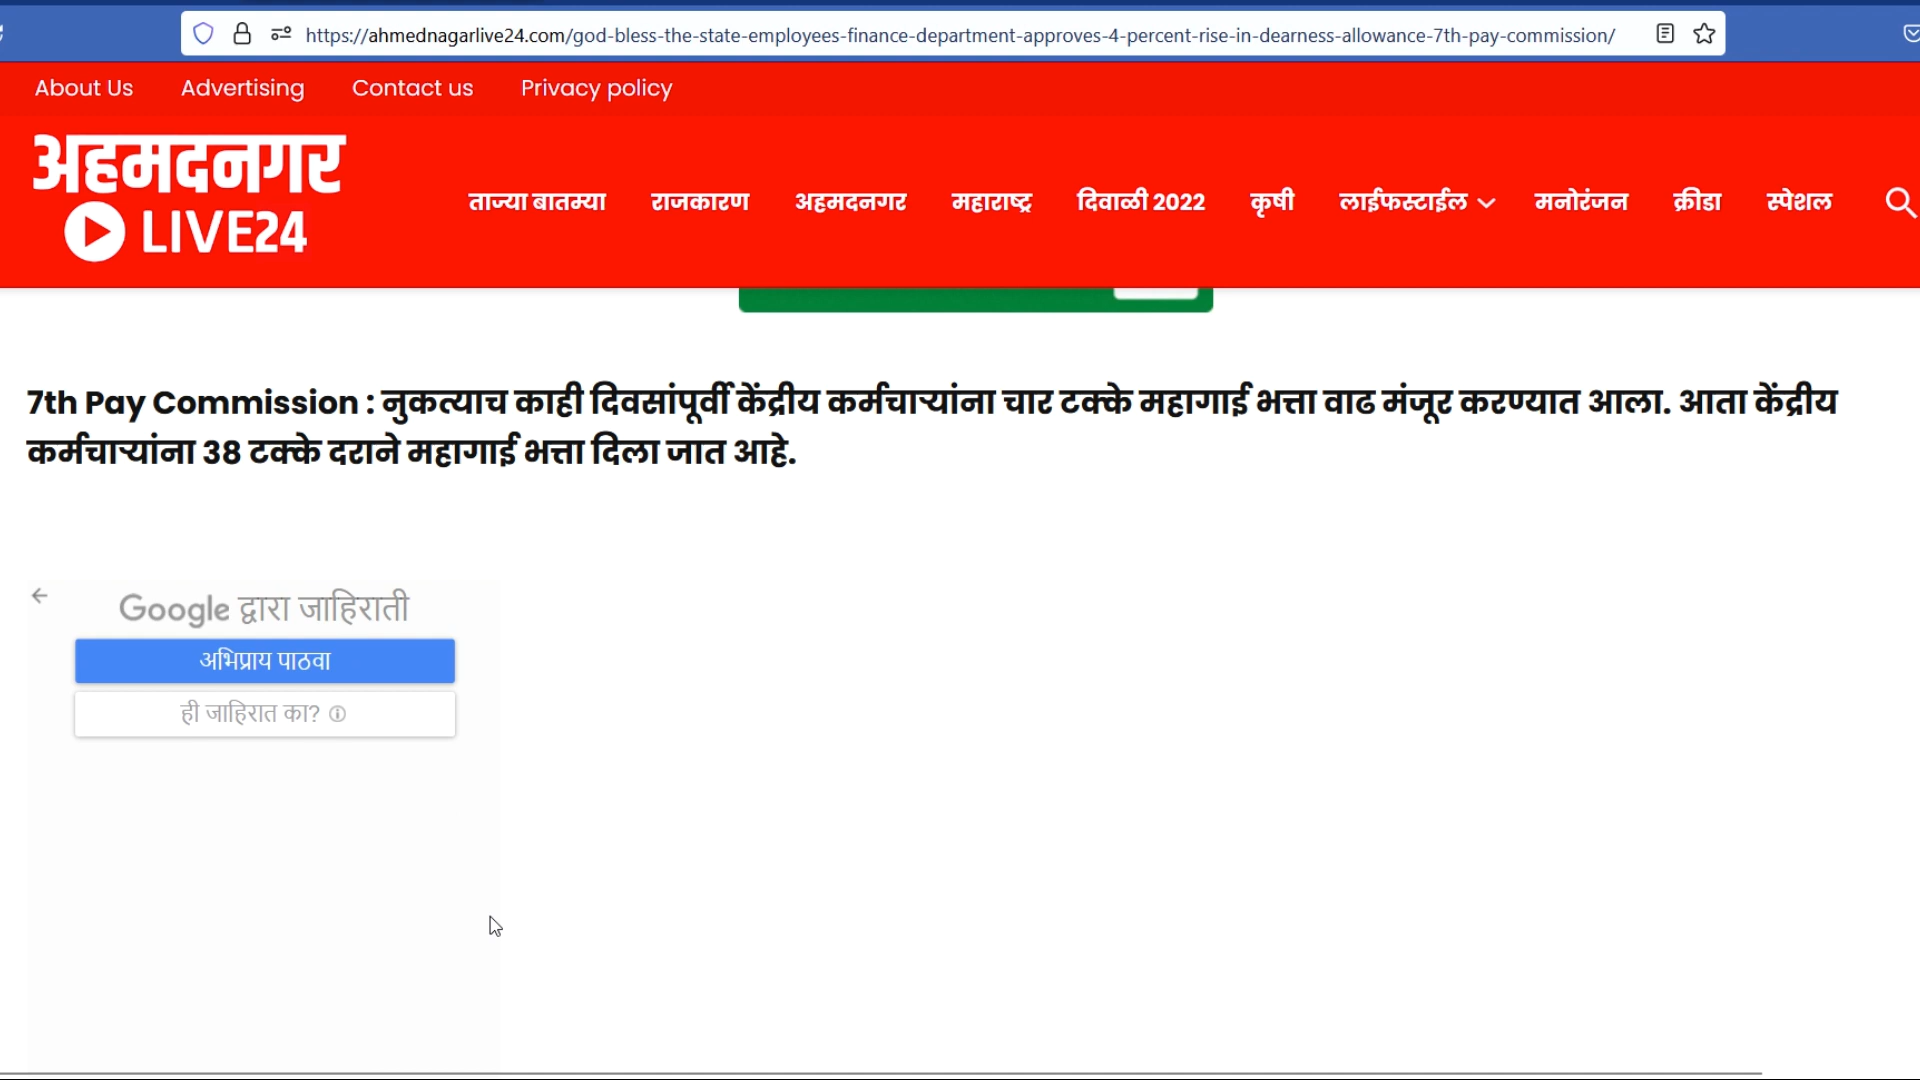 https://ahmednagarlive24.com/god-bless-the-state-employees-finance-department-approves-4-percent-rise-in-dearness-allowance-7th-pay-commission/
About Us Advertising Contact us Privacy policy
अहमदनगर
LIVE24
ताज्या बातम्या राजकारण अहमदनगर महाराष्ट्र दिवाळी 2022 कृषी लाईफस्टाईल मनोरंजन क्रीडा स्पेशल
7th Pay Commission : नुकत्याच काही दिवसांपूर्वी केंद्रीय कर्मचाऱ्यांना चार टक्के महागाई भत्ता वाढ मंजूर करण्यात आला. आता केंद्रीय
कर्मचाऱ्यांना 38 टक्के दराने महागाई भत्ता दिला जात आहे.
Google द्वारा जाहिराती
अभिप्राय पाठवा
ही जाहिरात का?